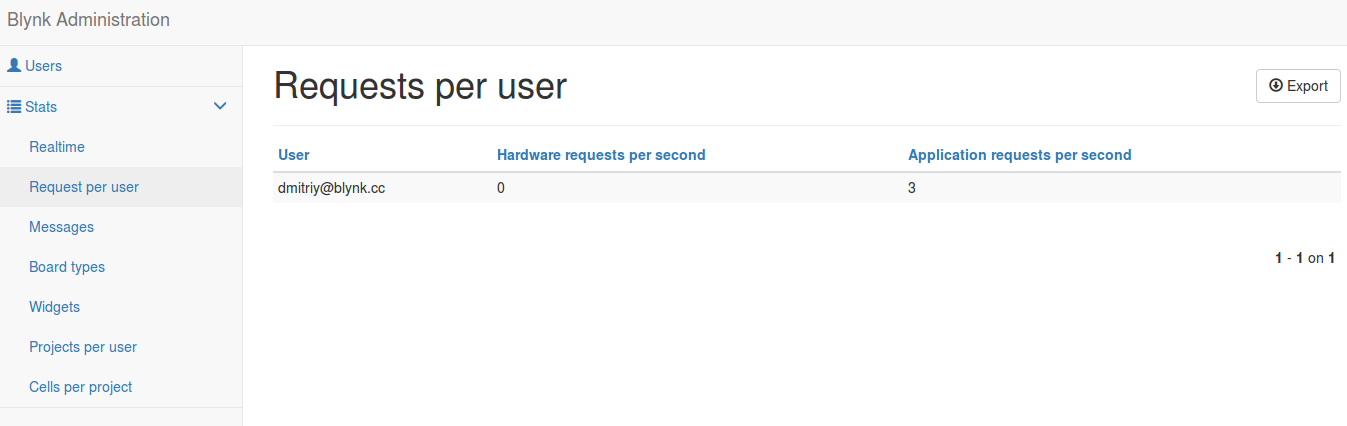 Blynk Administration
Users
Stats
Realtime
Request per user
Messages
Board types
Widgets
Projects per user
Cells per project
Requests per user
Export
User Hardware requests per second Application requests per second
dmitriy@blynk.cc 0 3
1 - 1 on 1